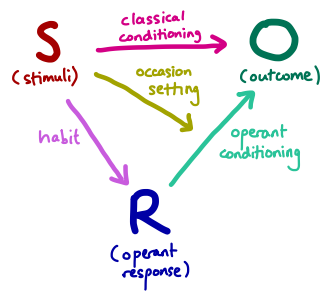 classical
conditioning
S
O
(stimuli)
occasion
setting
(outcome)
habit
operant
conditioning
R
(operant
response)